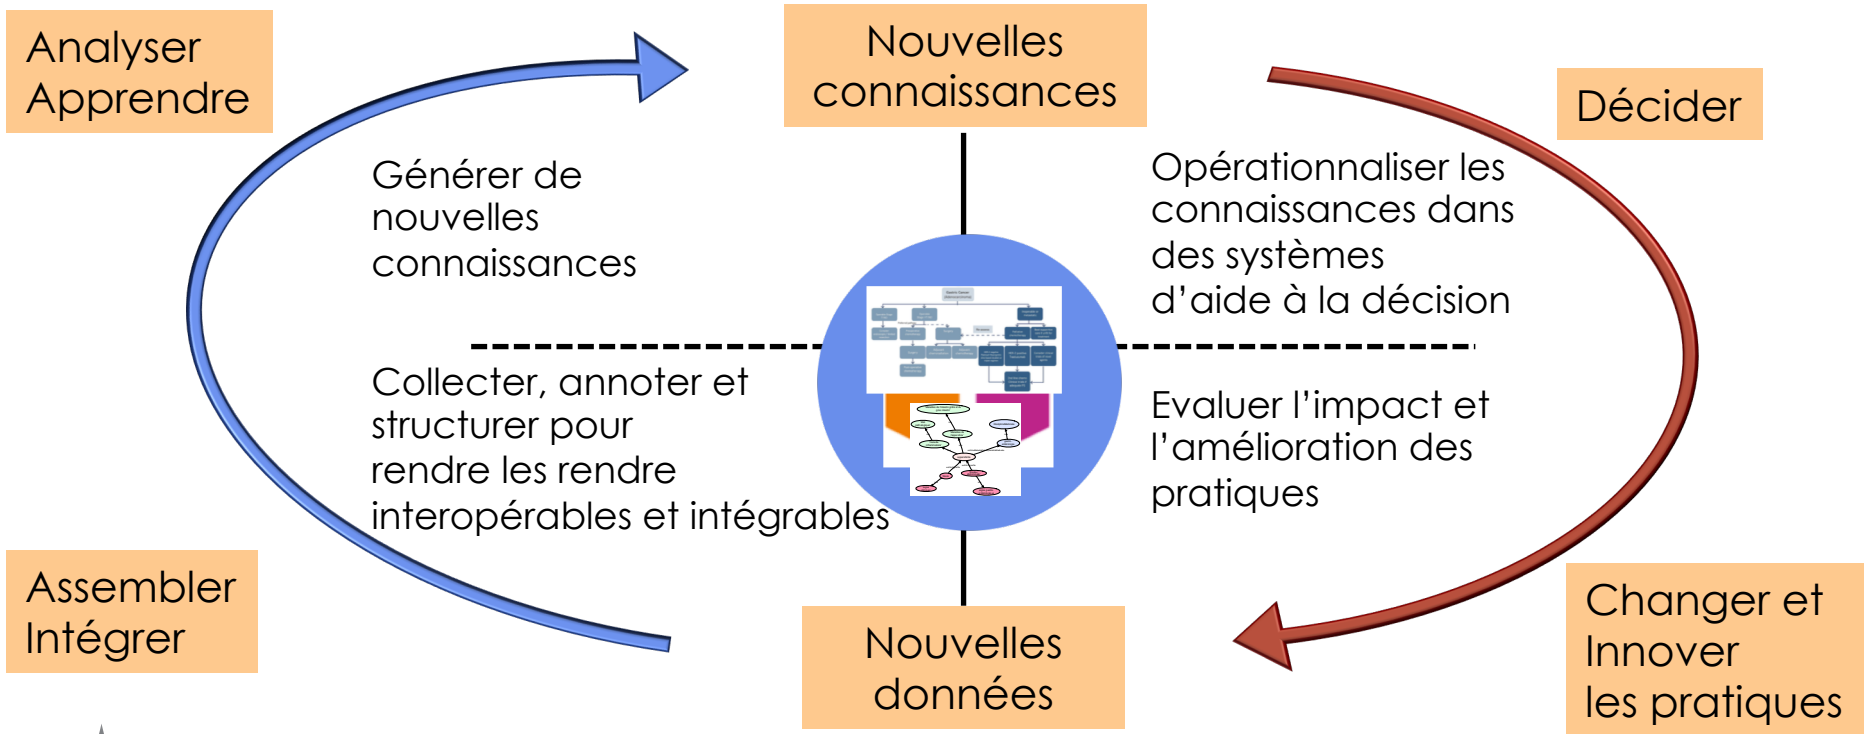 Analyser
Apprendre
Nouvelles
connaissances
Décider
Générer de
nouvelles
connaissances
Opérationnaliser les
connaissances dans
des systèmes
d’aide à la décision
Collecter, annoter et
structurer pour
rendre les rendre
interopérables et intégrables
Evaluer l’impact et
l’amélioration des
pratiques
Assembler
Intégrer
Nouvelles
données
Changer et
Innover
les pratiques